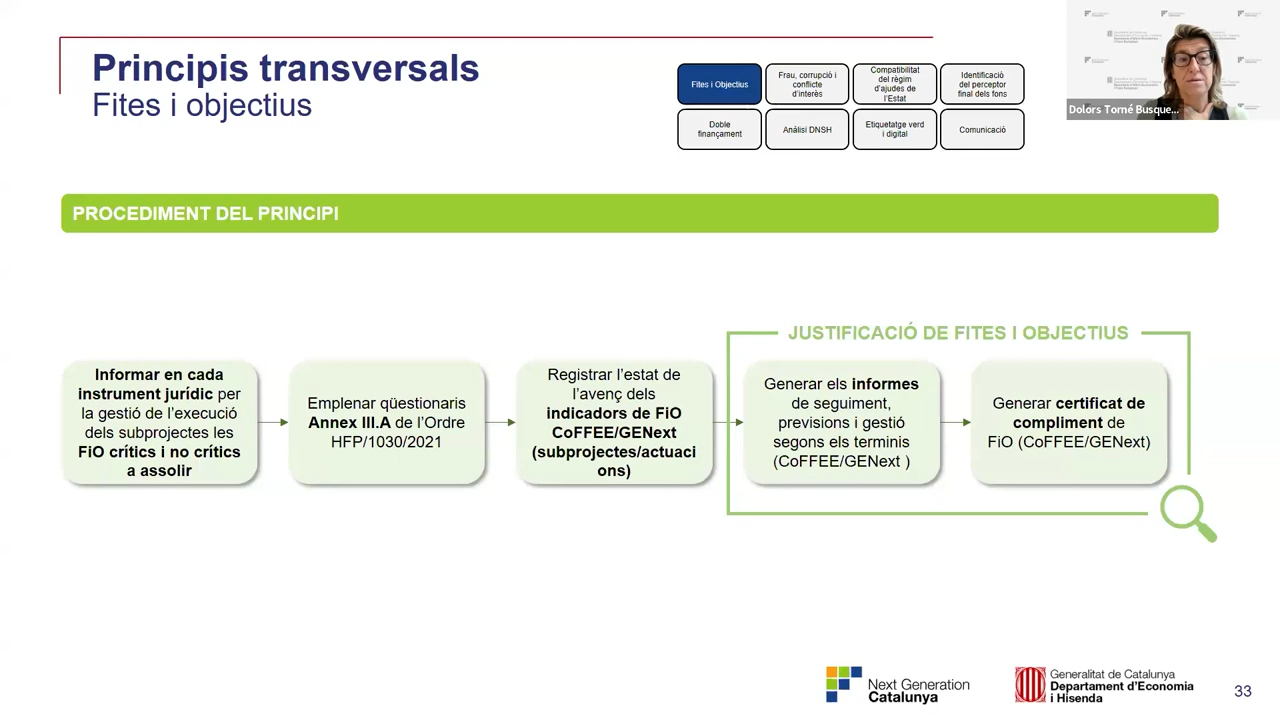 Principis transversals
Fites i objectius
Fites i Objectius
Frau, corrupció i
conflicte
d'interès
Compatibilitat
del règim
d'ajudes de
l'Estat
Identificació
del perceptor
final dels fons
Doble
finançament
Anàlisi DNSH
Etiquetatge verd
i digital
Comunicació
Dolors Torné Busque...
PROCEDIMENT DEL PRINCIPI
JUSTIFICACIÓ DE FITES I OBJECTIUS
Informar en cada
instrument jurídic per
la gestió de l'execució
dels subprojectes les
FiO crítics i no crítics
a assolir
Emplenar qüestionaris
Annex III.A de l'Ordre
HFP/1030/2021
Registrar l'estat de
l'avenç dels
indicadors de FiO
CoFFEE/GENext
(subprojectes/actuaci
ons)
Generar els informes
de seguiment,
previsions i gestió
segons els terminis
(CoFFEE/GENext )
Generar certificat de
compliment de
FiO (CoFFEE/GENext)
Next Generation
Catalunya
Generalitat de Catalunya
Departament d'Economia
i Hisenda
33